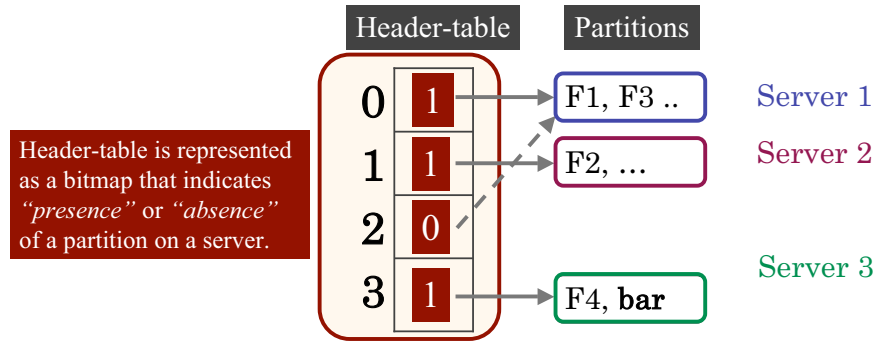 Header-table
Partitions
0 1
F1, F3 ..
Server 1
1 1
F2, ...
Server 2
Header-table is represented
as a bitmap that indicates
“presence” or “absence”
of a partition on a server.
2 0
3 1
F4, bar
Server 3